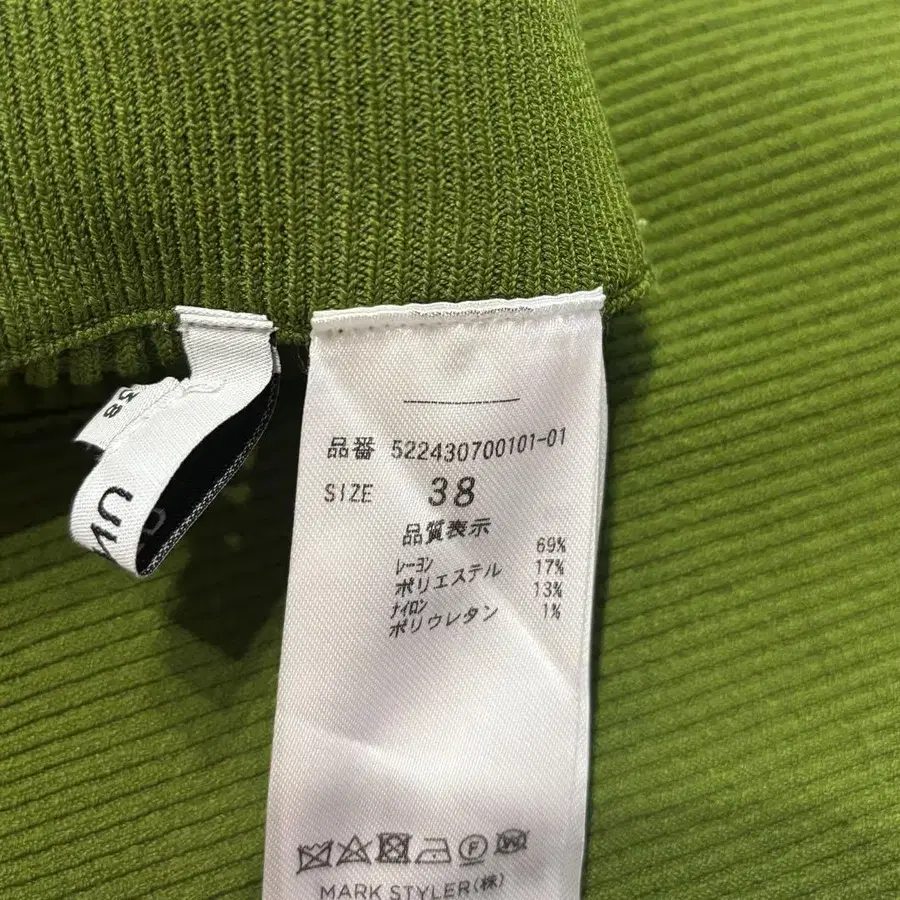 38
品番 522430700101-01
SIZE 38
品質表示
レーヨン 69%
ポリエステル 17%
ナイロン 13%
ポリウレタン 1%
MARK STYLER(株)